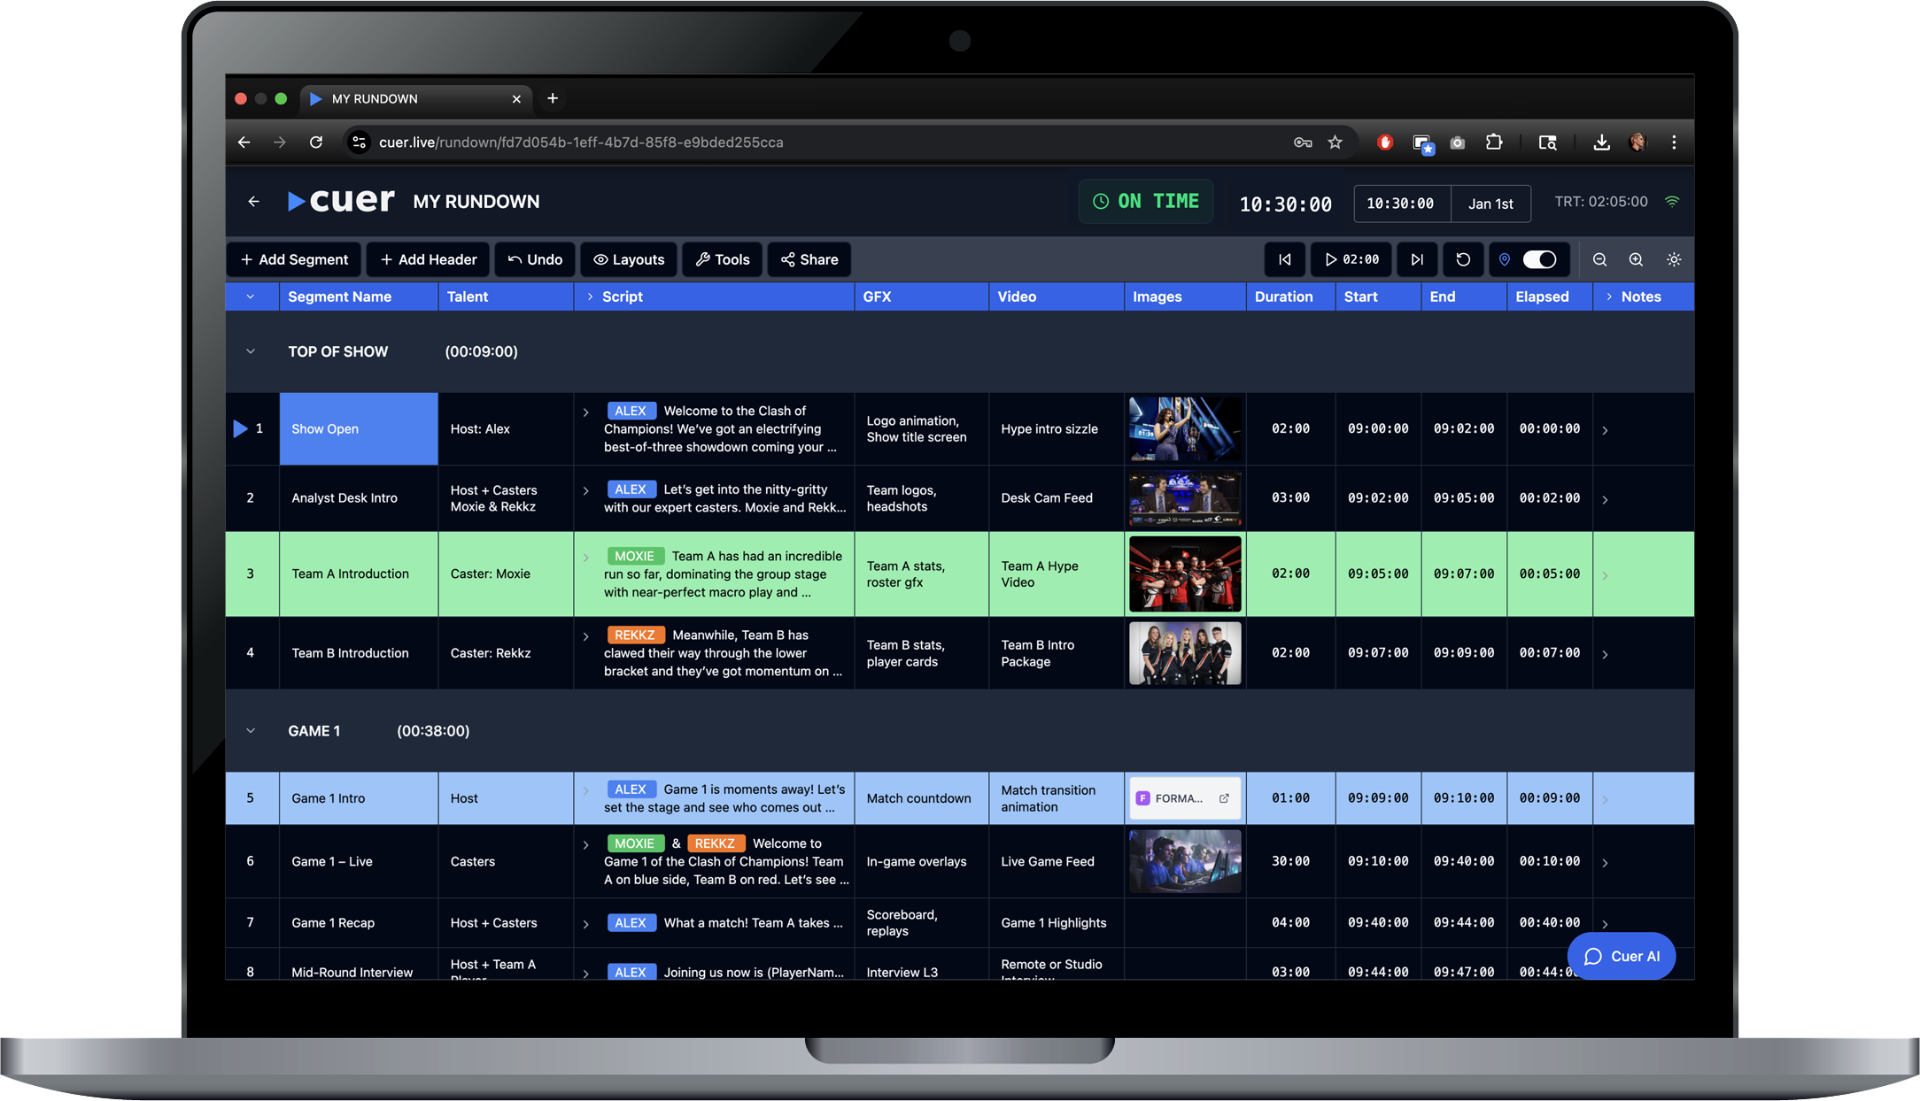 MY RUNDOWN
cuer.live/rundown/fd7d054b-1eff-4b7d-85f8-e9bded255cca
cuer MY RUNDOWN ON TIME 10:30:00 10:30:00 Jan 1st TRT: 02:05:00
Add Segment Add Header Undo Layouts Tools Share 02:00
Segment Name Talent Script GFX Video Images Duration Start End Elapsed Notes
TOP OF SHOW (00:09:00)
1
Show Open
Host: Alex
ALEX Welcome to the Clash of
Champions! We've got an electrifying
best-of-three showdown coming your ...
Logo animation,
Show title screen
Hype intro sizzle
02:00 09:00:00 09:02:00 00:00:00
2
Analyst Desk Intro
Host + Casters
Moxie & Rekkz
ALEX Let's get into the nitty-gritty
with our expert casters. Moxie and Rekk...
Team logos,
headshots
Desk Cam Feed
03:00 09:02:00 09:05:00 00:02:00
3
Team A Introduction
Caster: Moxie
MOXIE Team A has had an incredible
run so far, dominating the group stage
with near-perfect macro play and ...
Team A stats,
roster gfx
Team A Hype
Video
02:00 09:05:00 09:07:00 00:05:00
4
Team B Introduction
Caster: Rekkz
REKKZ Meanwhile, Team B has
clawed their way through the lower
bracket and they've got momentum on ...
Team B stats,
player cards
Team B Intro
Package
02:00 09:07:00 09:09:00 00:07:00
GAME 1 (00:38:00)
5
Game 1 Intro
Host
ALEX Game 1 is moments away! Let's
set the stage and see who comes out ...
Match countdown
Match transition
animation
F FORMA...
01:00 09:09:00 09:10:00 00:09:00
6
Game 1 – Live
Casters
MOXIE & REKKZ Welcome to
Game 1 of the Clash of Champions! Team
A on blue side, Team B on red. Let's see ...
In-game overlays
Live Game Feed
30:00 09:10:00 09:40:00 00:10:00
7
Game 1 Recap
Host + Casters
ALEX What a match! Team A takes ...
Scoreboard,
replays
Game 1 Highlights
04:00 09:40:00 09:44:00 00:40:00
8
Mid-Round Interview
Host + Team A
Player
ALEX Joining us now is (PlayerNam...
Interview L3
Remote or Studio
Interview
03:00 09:44:00 09:47:00 00:44:0
Cuer AI